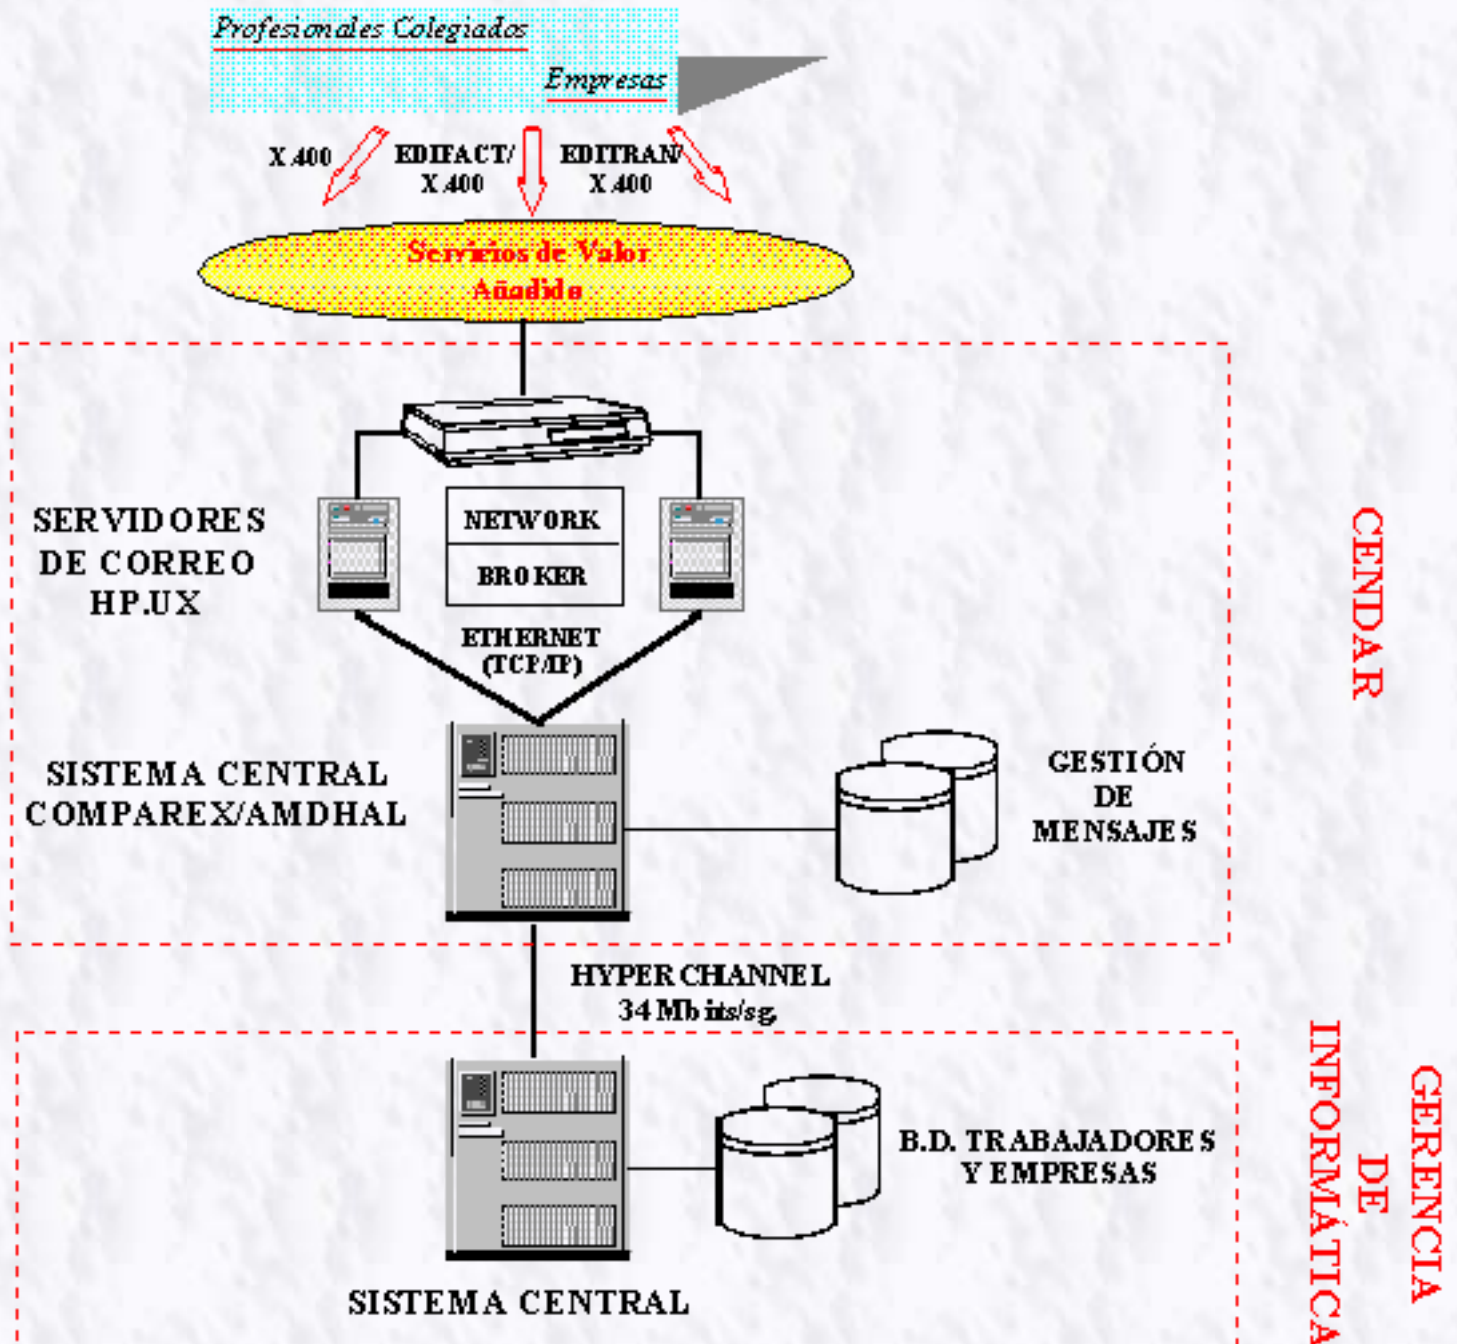 Profesionales Colegiados
Empresas
X.400
EDIFACT/
X.400
EDITRAN/
X.400
Servicios de Valor
Añadido
SERVIDORES
DE CORREO
HP.UX
NETWORK
BROKER
ETHERNET
(TCP/IP)
SISTEMA CENTRAL
COMPAREX/AMDHAL
GESTIÓN
DE
MENSAJES
CENDAR
HYPER CHANNEL
34 Mbits/sg.
B.D. TRABAJADORES
Y EMPRESAS
SISTEMA CENTRAL
GERENCIA
DE
INFORMÁTICA